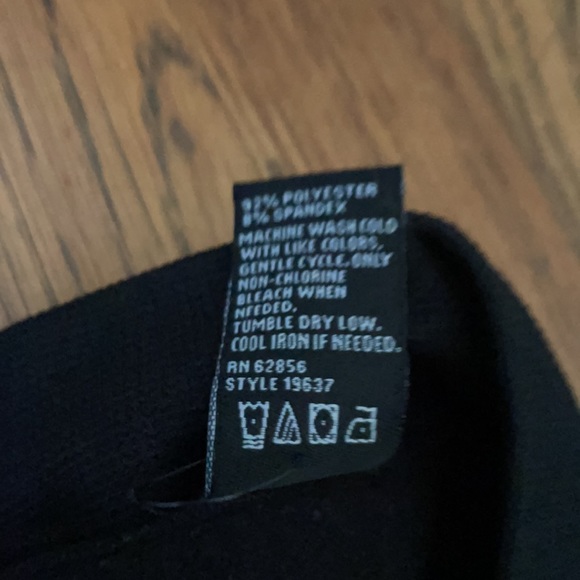 92% POLYESTER
8% SPANDEX
MACHINE WASH COLD
WITH LIKE COLORS.
GENTLE CYCLE. ONLY
NON-CHLORINE
BLEACH WHEN
NEEDED.
TUMBLE DRY LOW.
COOL IRON IF NEEDED.
RN 62856
STYLE 19637